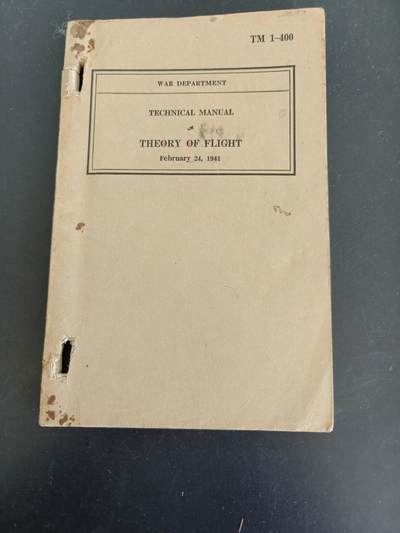 TM 1–400
WAR DEPARTMENT
TECHNICAL MANUAL
THEORY OF FLIGHT
February 24, 1941